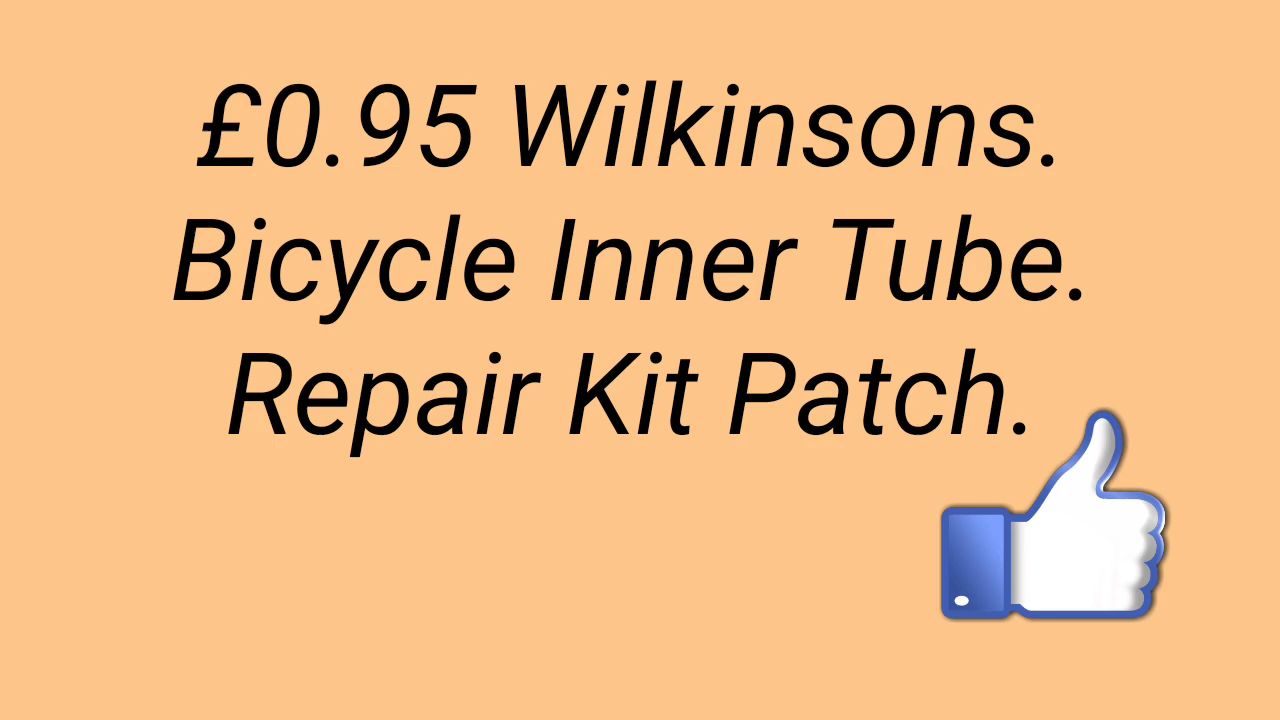 £0.95 Wilkinsons.
Bicycle Inner Tube.
Repair Kit Patch.